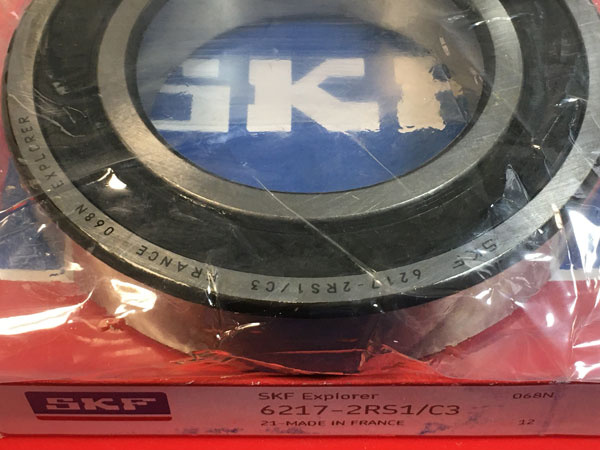 SKF
EXPLORER 068N FRANCE 6217-2RS1/C3 SKF
SKF
SKF Explorer 068N
6217-2RS1/C3
21-MADE IN FRANCE 12